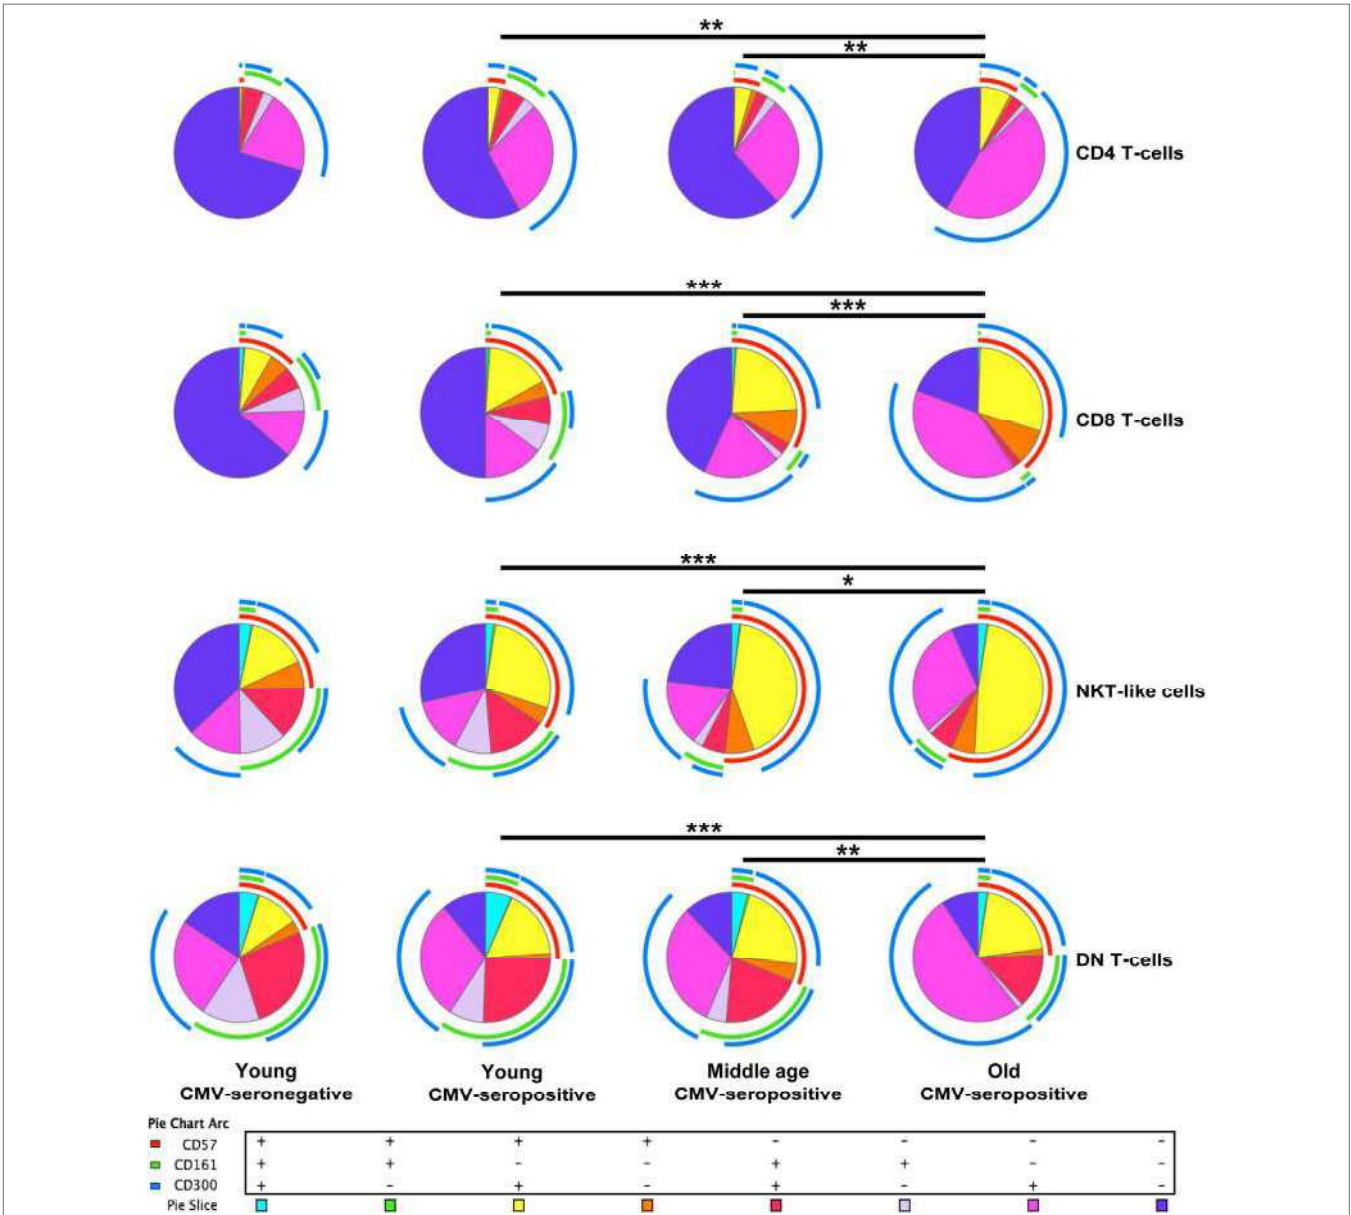 **
**
CD4 T-cells
***
***
CD8 T-cells
***
*
NKT-like cells
***
**
DN T-cells
Young
CMV-seronegative
Young
CMV-seropositive
Middle age
CMV-seropositive
Old
CMV-seropositive
Pie Chart Arc
CD57 + + + + - - - -
CD161 + + - - + + - -
CD300 + - + - + - + -
Pie Slice